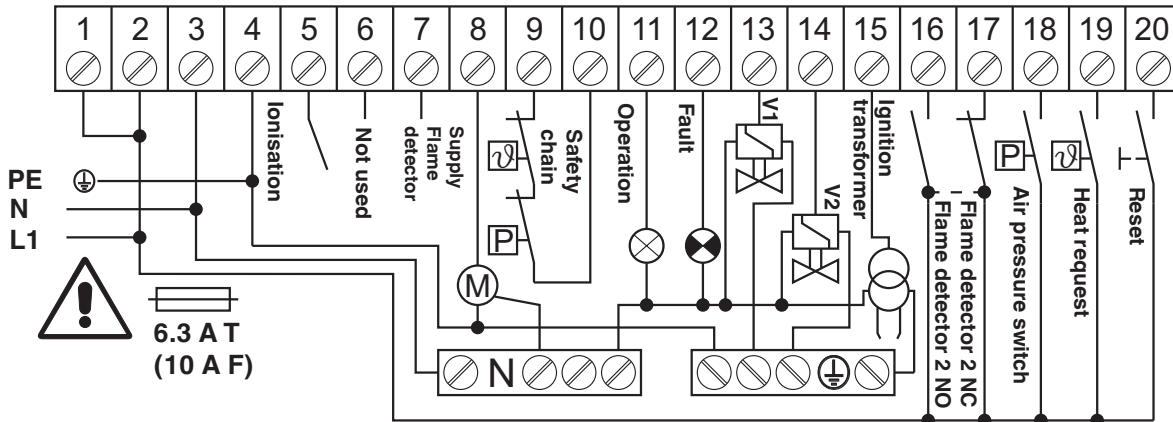 1 2 3 4 5 6 7 8 9 10 11 12 13 14 15 16 17 18 19 20
Ionisation
Not used
Supply
Flame
detector
Safety
chain
Operation
Fault
V1
V2
Ignition
transformer
Flame detector 2 NO
Flame detector 2 NC
Air pressure switch
Heat request
Reset
ϑ
P
P
ϑ
PE
N
L1
M
6.3 A T
(10 A F)
N